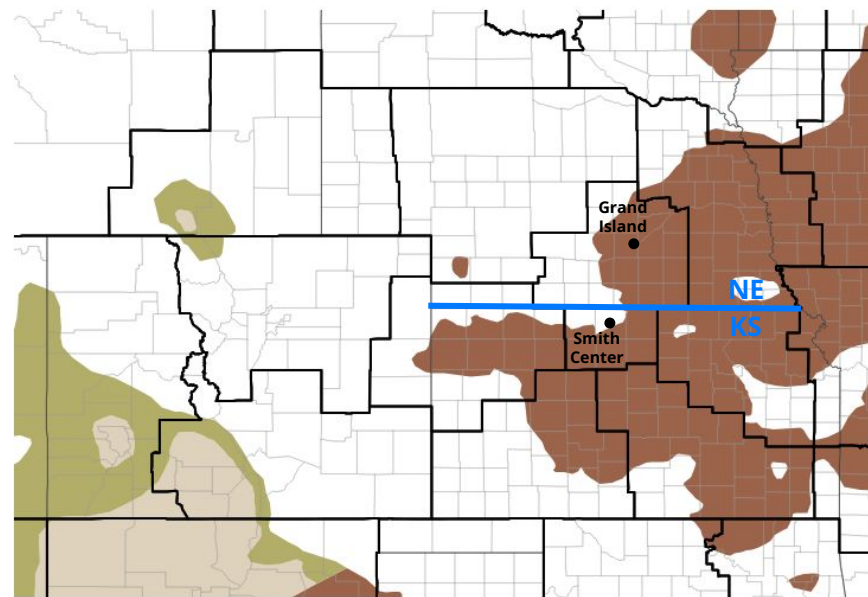 Grand
Island
NE
KS
Smith
Center